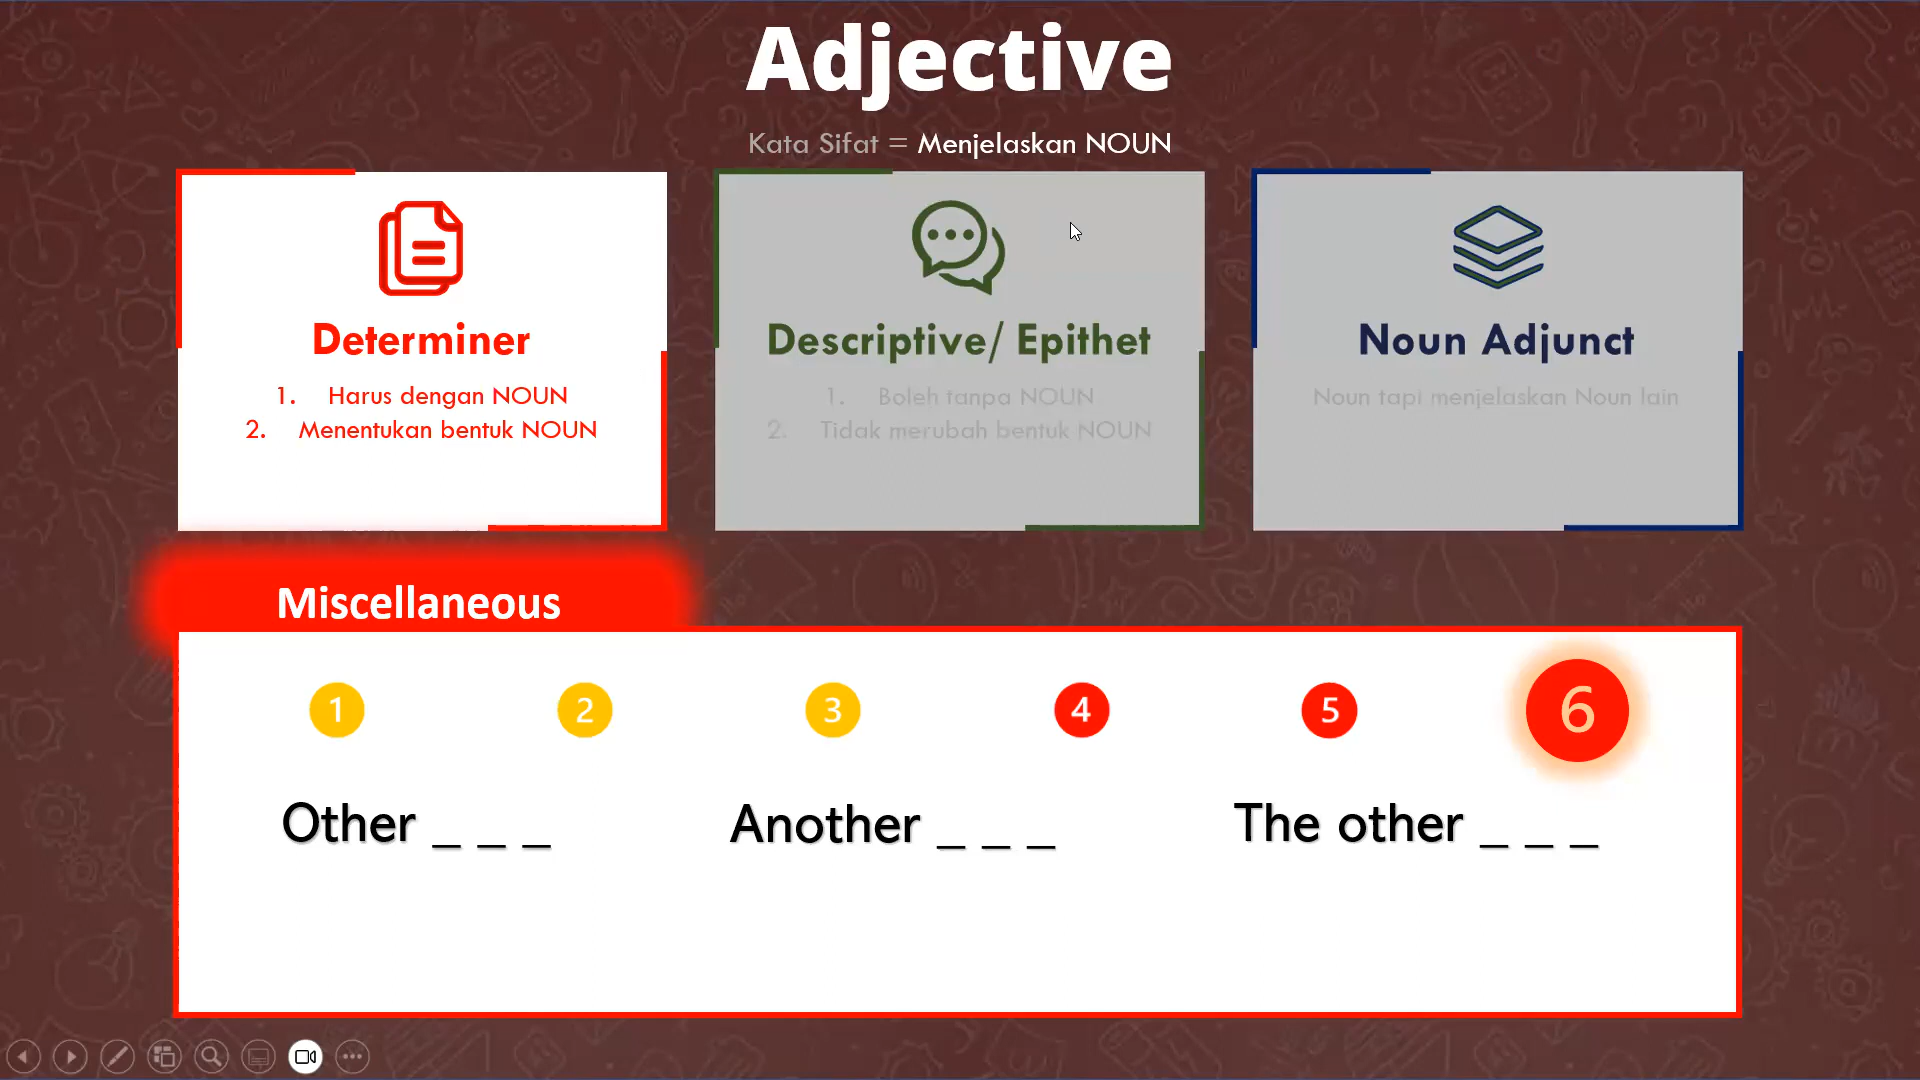 Adjective
Kata Sifat = Menjelaskan NOUN
Determiner
1. Harus dengan NOUN
2. Menentukan bentuk NOUN
Descriptive/ Epithet
1. Boleh tanpa NOUN
2. Tidak merubah bentuk NOUN
Noun Adjunct
Noun tapi menjelaskan Noun lain
Miscellaneous
1 2 3 4 5 6
Other _ _ _ Another _ _ _ The other _ _ _